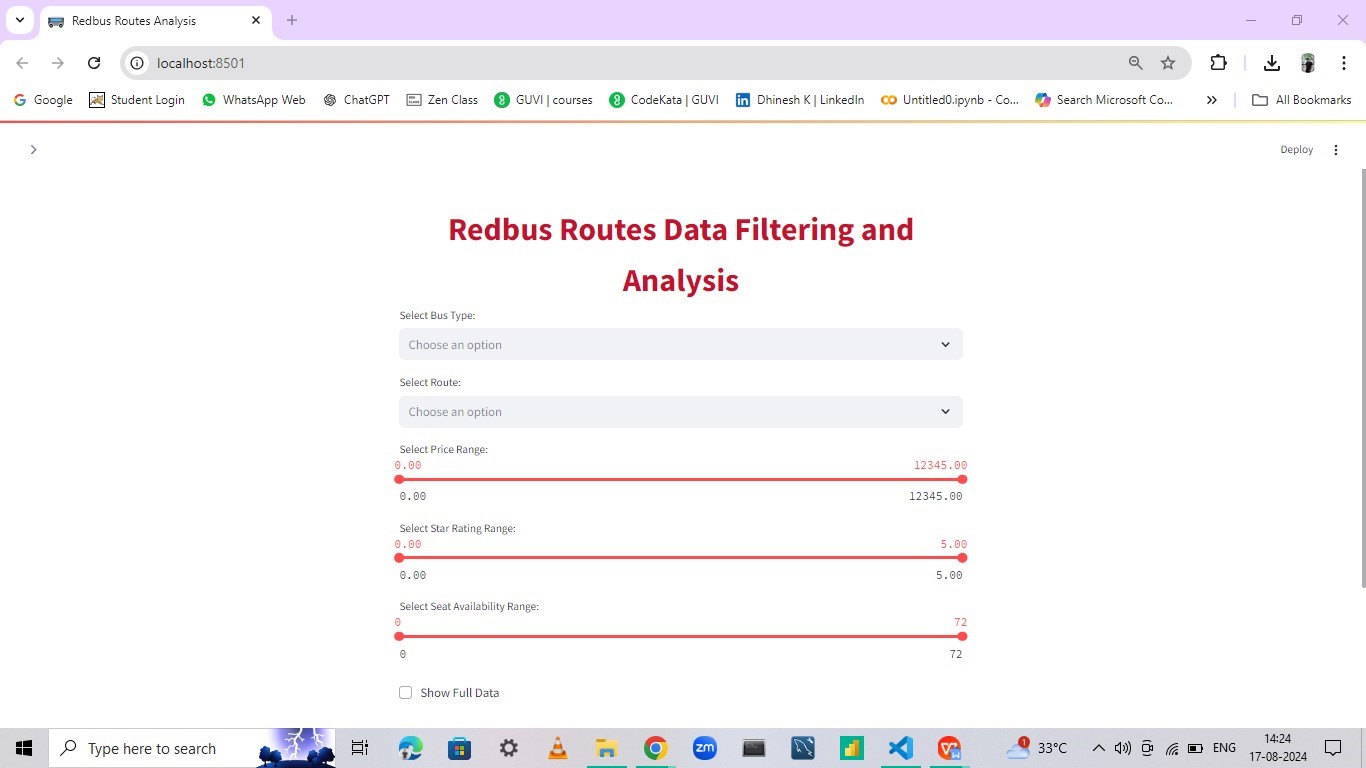 Redbus Routes Analysis
localhost:8501
Google Student Login WhatsApp Web ChatGPT Zen Class GUVI | courses CodeKata | GUVI Dhinesh K | LinkedIn Untitled0.ipynb - Co... Search Microsoft Co... All Bookmarks
Deploy
Redbus Routes Data Filtering and
Analysis
Select Bus Type:
Choose an option
Select Route:
Choose an option
Select Price Range:
0.00 12345.00
0.00 12345.00
Select Star Rating Range:
0.00 5.00
0.00 5.00
Select Seat Availability Range:
0 72
0 72
Show Full Data
Type here to search zm 1 33°C ENG 14:24
17-08-2024